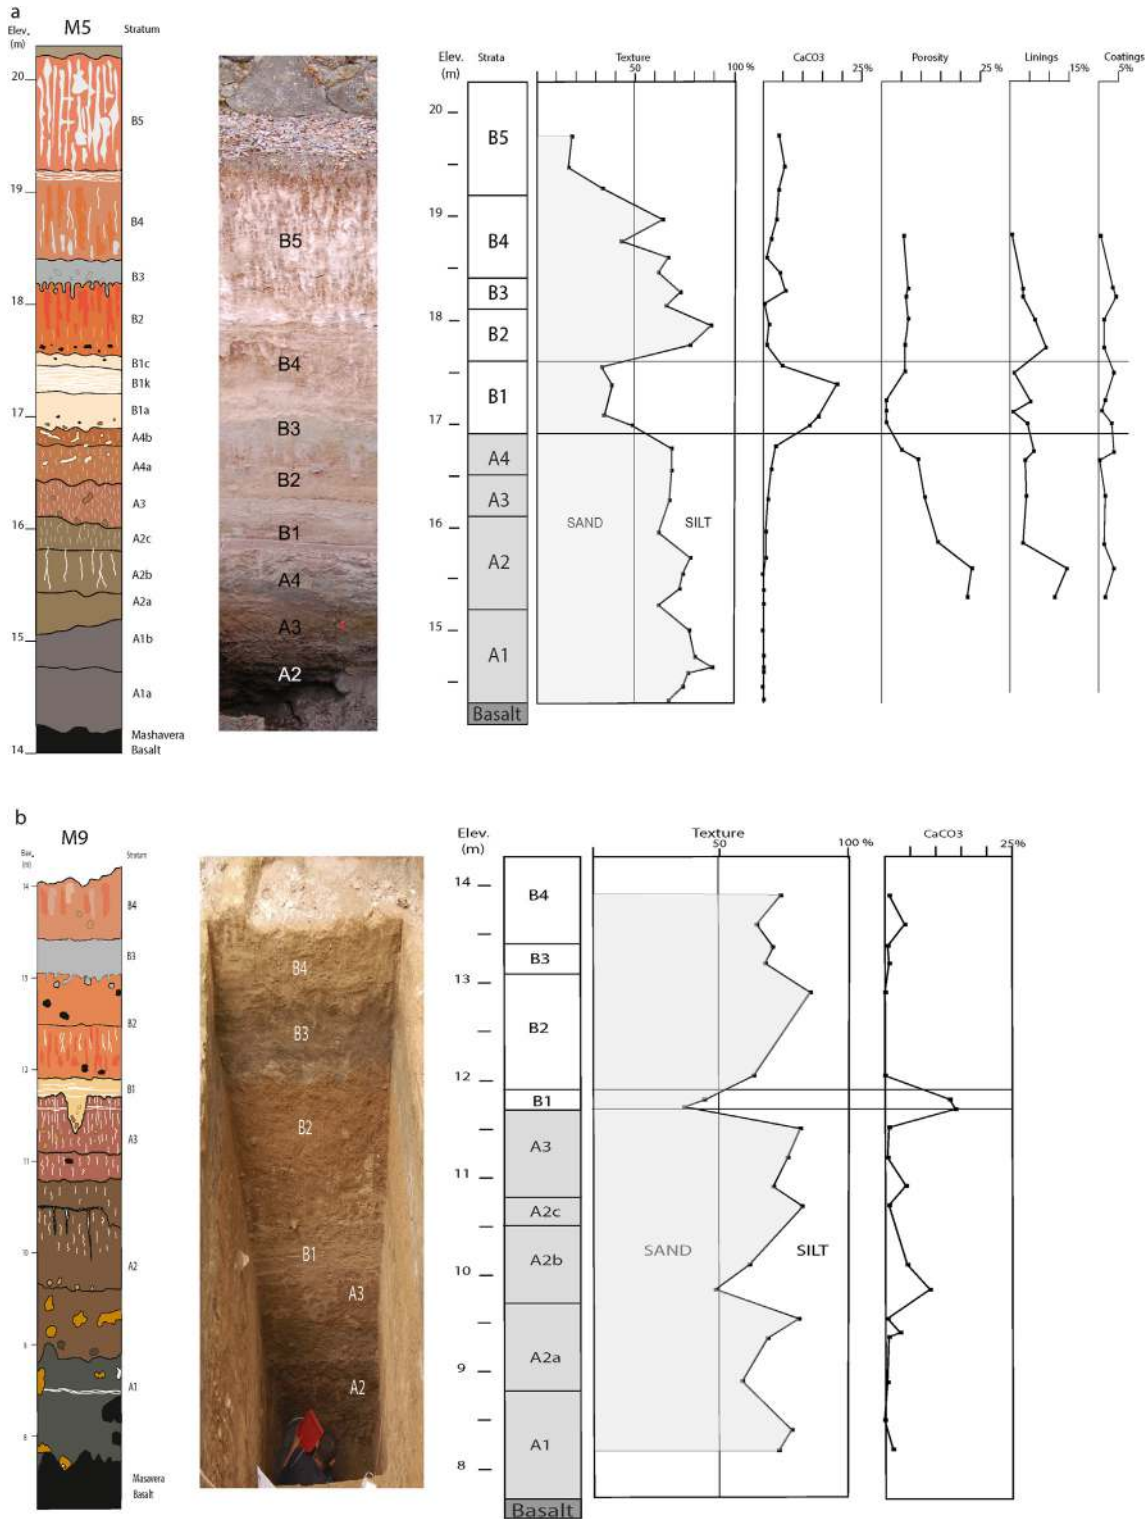 a
M5
Elev.
(m)
Stratum
20
B5
19
B4
B3
18
B2
B1c
B1k
17
B1a
A4b
A4a
A3
16
A2c
A2b
A2a
15
A1b
A1a
Mashavera
14
Basalt
B5
B4
B3
B2
B1
A4
A3
A2
Elev.
(m)
Strata
Texture
50
100 %
CaCO3
25%
Porosity
25 %
Linings
15%
Coatings
5%
20
19
18
17
16
15
B5
B4
B3
B2
B1
A4
A3
A2
A1
Basalt
SAND
SILT
b
M9
(m)
Stratum
14
B4
B3
13
B2
12
B1
A3
11
10
A2
A1
8
Masavera
Basalt
B4
B3
B2
B1
A3
A2
Elev.
(m)
Texture
50
100 %
CaCO3
25%
14
13
12
11
10
9
8
B4
B3
B2
B1
A3
A2c
A2b
A2a
A1
Basalt
SAND
SILT